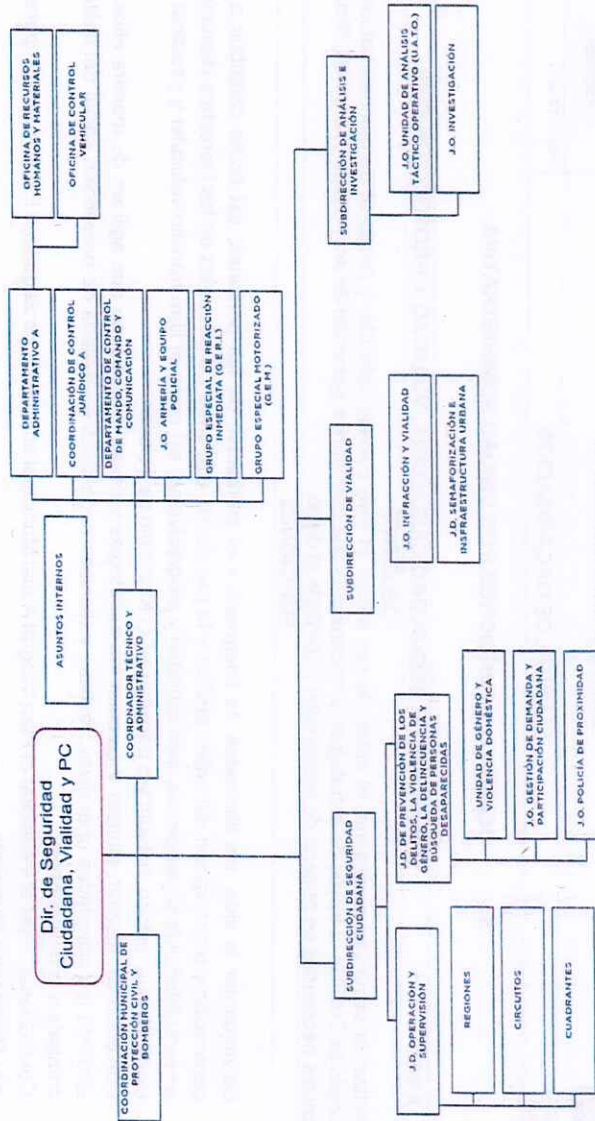 Dir. de Seguridad
Ciudadana, Vialidad y PC
ASUNTOS INTERNOS
COORDINACIÓN MUNICIPAL DE
PROTECCIÓN CIVIL Y
BOMBEROS
COORDNADOR TÉCNICO Y
ADMINISTRATIVO
DEPARTAMENTO
ADMINISTRATIVO A
COORDINACIÓN DE CONTROL
JURÍDICO A
DEPARTAMENTO DE CONTROL
DE MANDO, COMANDO Y
COMUNICACIÓN
J.O. ARMERÍA Y EQUIPO
POLICIAL
GRUPO ESPECIAL DE REACCIÓN
INMEDIATA (G.E.R.I.)
GRUPO ESPECIAL MOTORIZADO
(G.E.M.)
OFICINA DE RECURSOS
HUMANOS Y MATERIALES
OFICINA DE CONTROL
VEHICULAR
SUBDIRECCIÓN DE SEGURIDAD
CIUDADANA
J.D. OPERACIÓN Y
SUPERVISIÓN
REGIONES
CIRCUITOS
CUADRANTES
J.D. DE PREVENCIÓN DE LOS
DELITOS, LA VIOLENCIA DE
GÉNERO, LA DELINCUENCIA Y
BÚSQUEDA DE PERSONAS
DESAPARECIDAS
UNIDAD DE GÉNERO Y
VIOLENCIA DOMÉSTICA
J.O. GESTIÓN DE DEMANDA Y
PARTICIPACIÓN CIUDADANA
J.O. POLICÍA DE PROXIMIDAD
SUBDIRECCIÓN DE VIALIDAD
J.O. INFRACCIÓN Y VIALIDAD
J.D. SEMAFORIZACIÓN E
INSFRAESTRUCTURA URBANA
SUBDIRECCIÓN DE ANÁLISIS E
INVESTIGACIÓN
J.O. UNIDAD DE ANÁLISIS
TÁCTICO OPERATIVO (U.A.T.O.)
J.O INVESTIGACIÓN